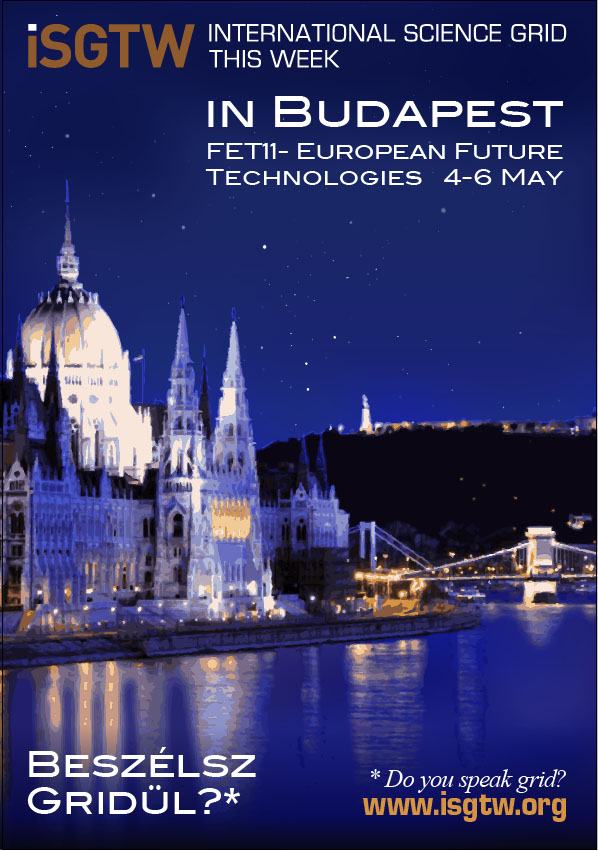 iSGTW
INTERNATIONAL SCIENCE GRID
THIS WEEK
IN BUDAPEST
FET11- EUROPEAN FUTURE
TECHNOLOGIES 4-6 MAY
BESZÉLSZ
GRIDÜL?*
* Do you speak grid?
www.isgtw.org